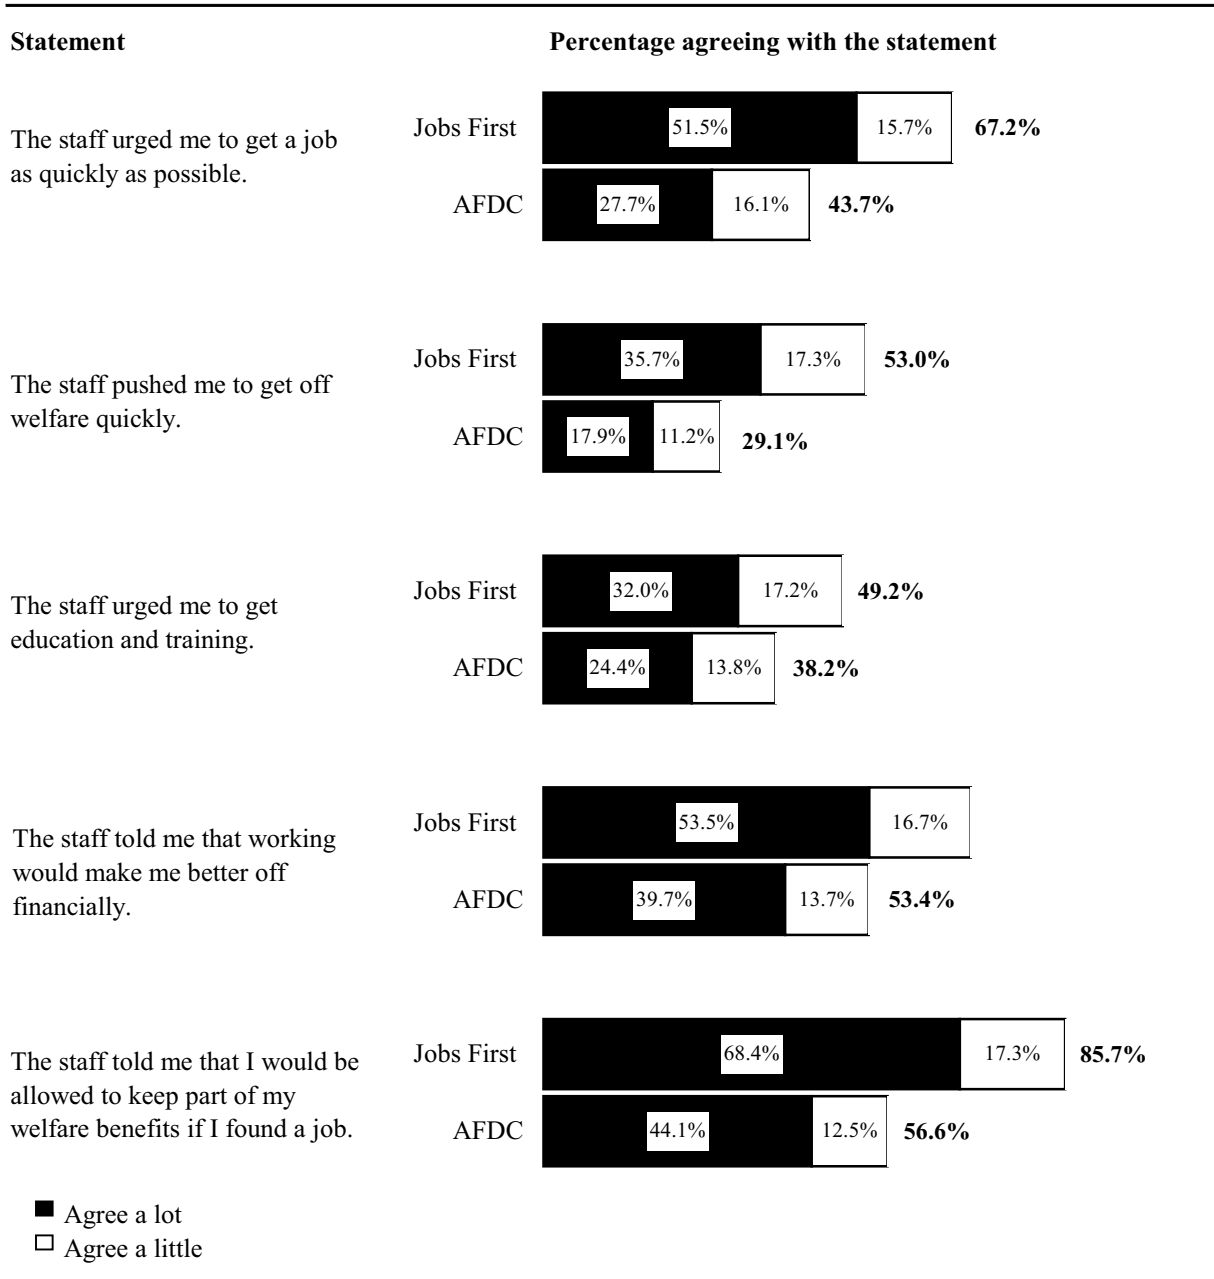 Statement
Percentage agreeing with the statement
The staff urged me to get a job
as quickly as possible.
Jobs First
51.5%
15.7%
67.2%
AFDC
27.7%
16.1%
43.7%
The staff pushed me to get off
welfare quickly.
Jobs First
35.7%
17.3%
53.0%
AFDC
17.9%
11.2%
29.1%
The staff urged me to get
education and training.
Jobs First
32.0%
17.2%
49.2%
AFDC
24.4%
13.8%
38.2%
The staff told me that working
would make me better off
financially.
Jobs First
53.5%
16.7%
AFDC
39.7%
13.7%
53.4%
The staff told me that I would be
allowed to keep part of my
welfare benefits if I found a job.
Jobs First
68.4%
17.3%
85.7%
AFDC
44.1%
12.5%
56.6%
Agree a lot
Agree a little